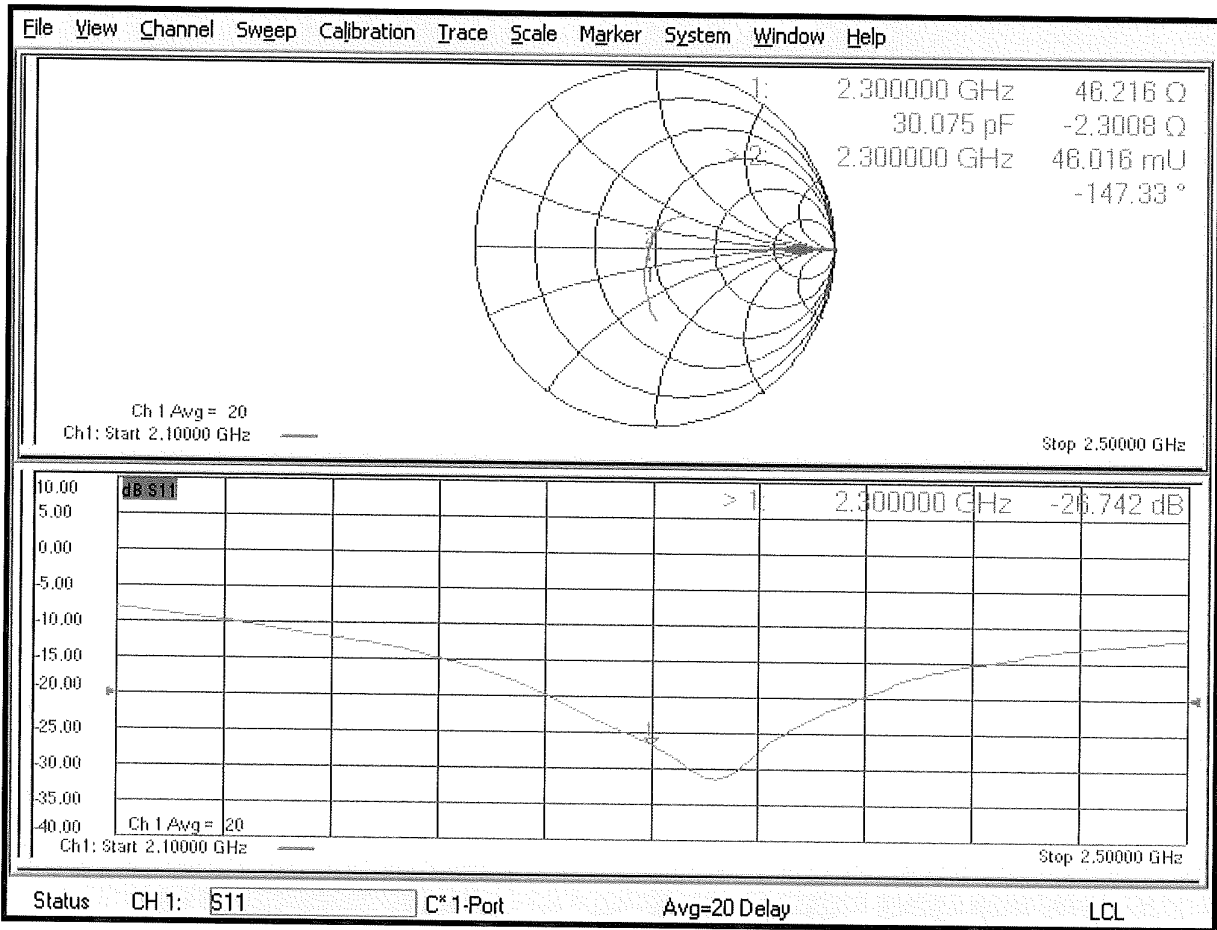 File View Channel Sweep Calibration Trace Scale Marker System Window Help
1: 2.300000 GHz 46.216 Ω
30.075 pF -2.3008 Ω
> 2: 2.300000 GHz 46.016 mU
-147.33 °
Ch 1 Avg = 20
Ch1: Start 2.10000 GHz
Stop 2.50000 GHz
dB S11
> 1: 2.300000 GHz -26.742 dB
10.00
5.00
0.00
-5.00
-10.00
-15.00
-20.00
-25.00
-30.00
-35.00
-40.00
Ch 1 Avg = 20
Ch1: Start 2.10000 GHz
Stop 2.50000 GHz
Status CH 1: S11 C* 1-Port Avg=20 Delay LCL